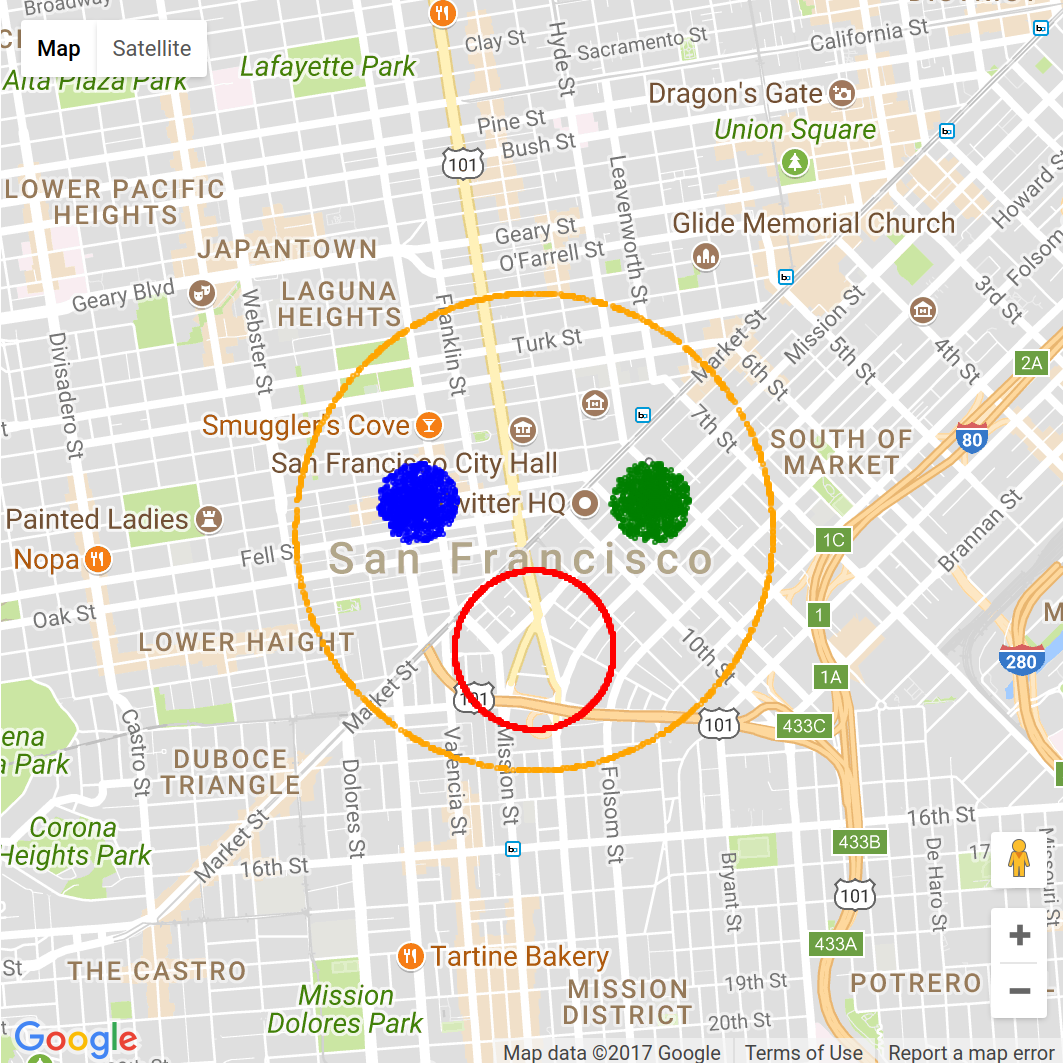 Broadway
Map
Satellite
Alta Plaza Park
Lafayette Park
Clay St
Hyde St
Sacramento St
California St
Dragon's Gate
Union Square
Pine St
Bush St
101
Leavenworth St
LOWER PACIFIC
HEIGHTS
JAPANTOWN
Geary St
O'Farrell St
Glide Memorial Church
Howard St
Folsom
3rd St
Geary Blvd
Webster St
LAGUNA
HEIGHTS
Franklin St
Turk St
Market St
Mission St
5th St
6th St
4th St
2A
Divisadero St
Smuggler's Cove
7th St
SOUTH OF
MARKET
80
San Francisco City Hall
witter HQ
Painted Ladies
Nopa
Fell S
San Francisco
Brannan St
1C
Oak St
1
LOWER HAIGHT
10th St
280
1A
Market St
101
101
433C
ena
a Park
Castro St
DUBOCE
TRIANGLE
Dolores St
Valencia St
Mission St
Folsom St
Corona
Heights Park
Market St
16th St
16th St
433B
17
Bryant St
De Haro St
Missouri St
101
433A
St
THE CASTRO
Tartine Bakery
Mission
Dolores Park
MISSION
DISTRICT
19th St
POTRERO
20th St
+
−
Google
Map data ©2017 Google
Terms of Use
Report a map error